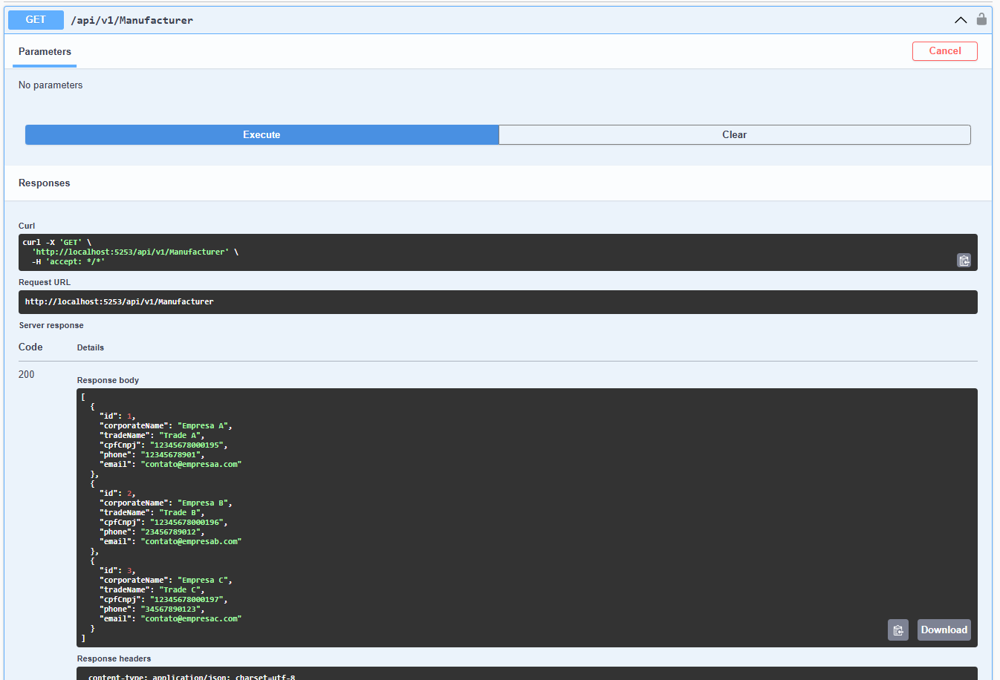 GET /api/v1/Manufacturer
Parameters
Cancel
No parameters
Execute
Clear
Responses
Curl
curl -X 'GET' \
  'http://localhost:5253/api/v1/Manufacturer' \
  -H 'accept: */*'
Request URL
http://localhost:5253/api/v1/Manufacturer
Server response
Code Details
200
Response body
[
  {
    "id": 1,
    "corporateName": "Empresa A",
    "tradeName": "Trade A",
    "cpfCnpj": "12345678000195",
    "phone": "12345678901",
    "email": "contato@empresaa.com"
  },
  {
    "id": 2,
    "corporateName": "Empresa B",
    "tradeName": "Trade B",
    "cpfCnpj": "12345678000196",
    "phone": "23456789012",
    "email": "contato@empresab.com"
  },
  {
    "id": 3,
    "corporateName": "Empresa C",
    "tradeName": "Trade C",
    "cpfCnpj": "12345678000197",
    "phone": "34567890123",
    "email": "contato@empresac.com"
  }
]
Download
Response headers
content-type: application/json; charset=utf-8